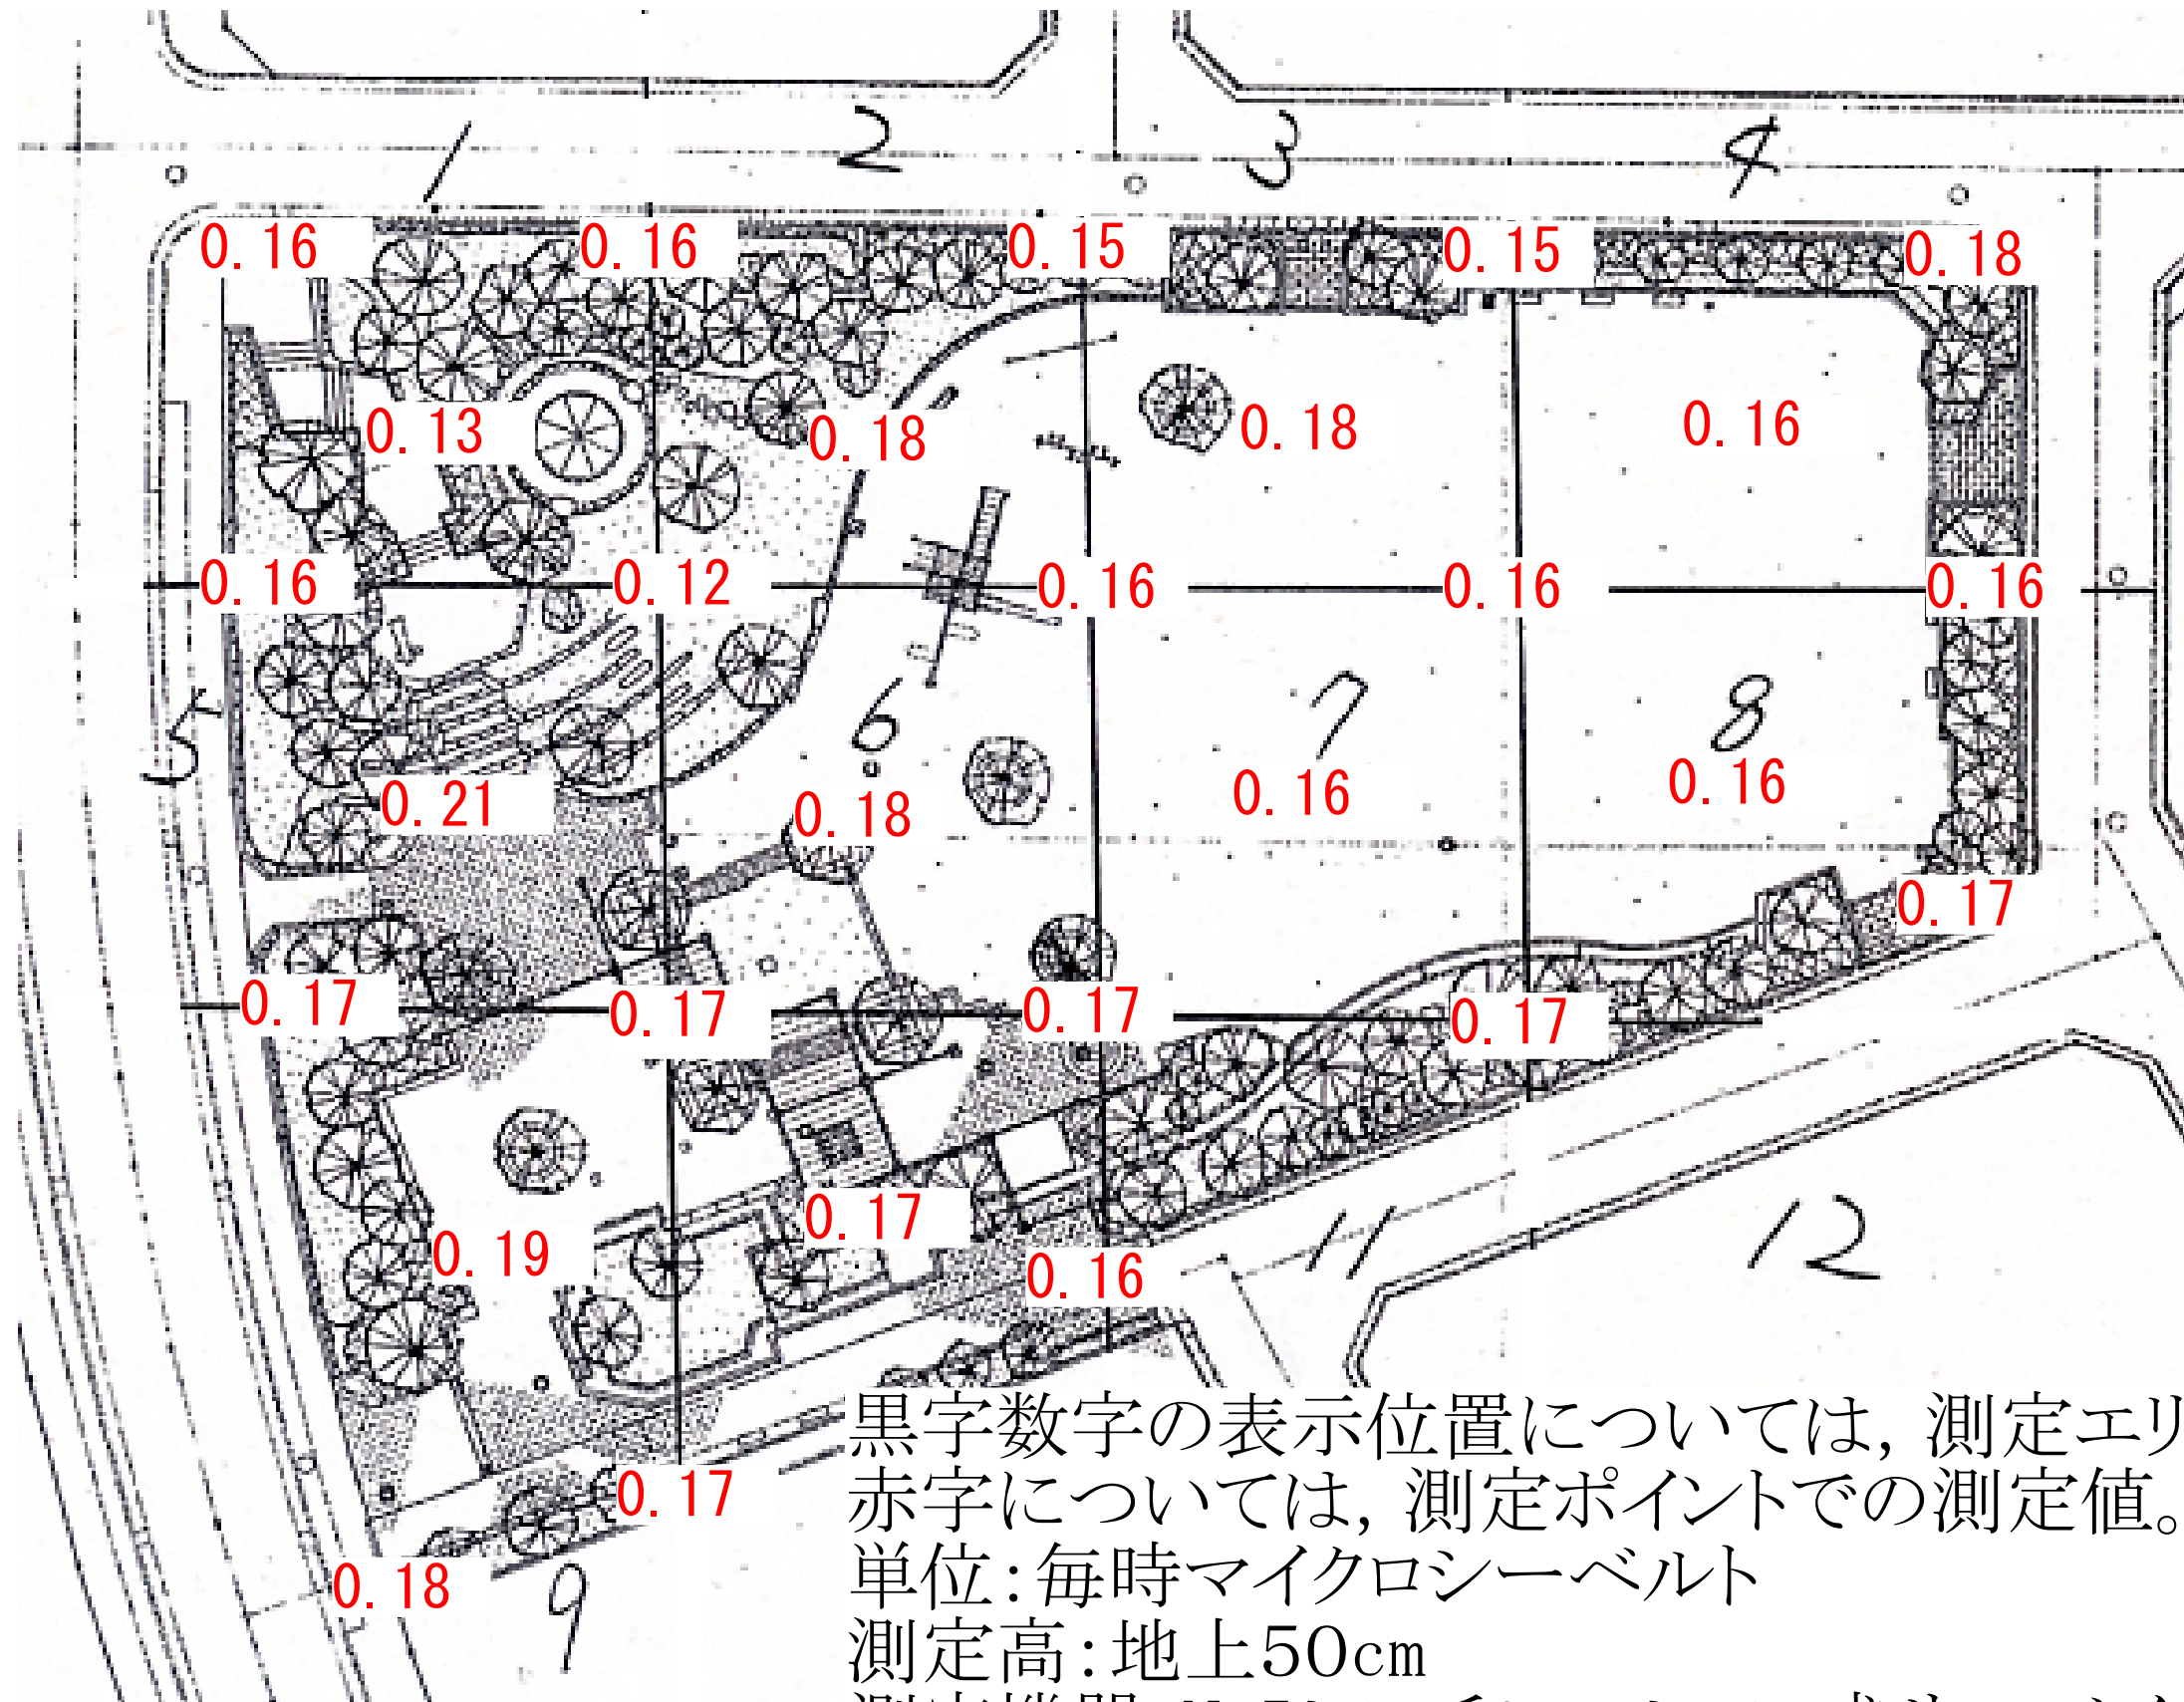 1 2 3 4
0.16 0.16 0.15 0.15 0.18
0.13 0.18 0.18 0.16
0.16 0.12 0.16 0.16 0.16
5 6 7 8
0.21 0.18 0.16 0.16
0.17
0.17 0.17 0.17 0.17
0.19 0.17 11 12
0.16
黒字数字の表示位置については,測定エリ
赤字については,測定ポイントでの測定値。
0.17
単位:毎時マイクロシーベルト
0.18 9
測定高:地上50cm